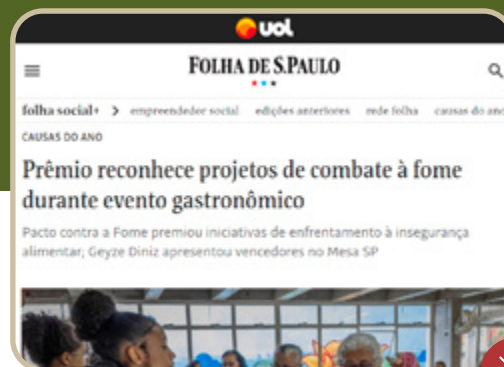 uol
FOLHA DE S.PAULO
folha social+ > empreendedor social edições anteriores rede folha causas do ano
CAUSAS DO ANO
Prêmio reconhece projetos de combate à fome
durante evento gastronômico
Pacto contra a Fome premiou iniciativas de enfrentamento à insegurança
alimentar; Geyze Diniz apresentou vencedores no Mesa SP